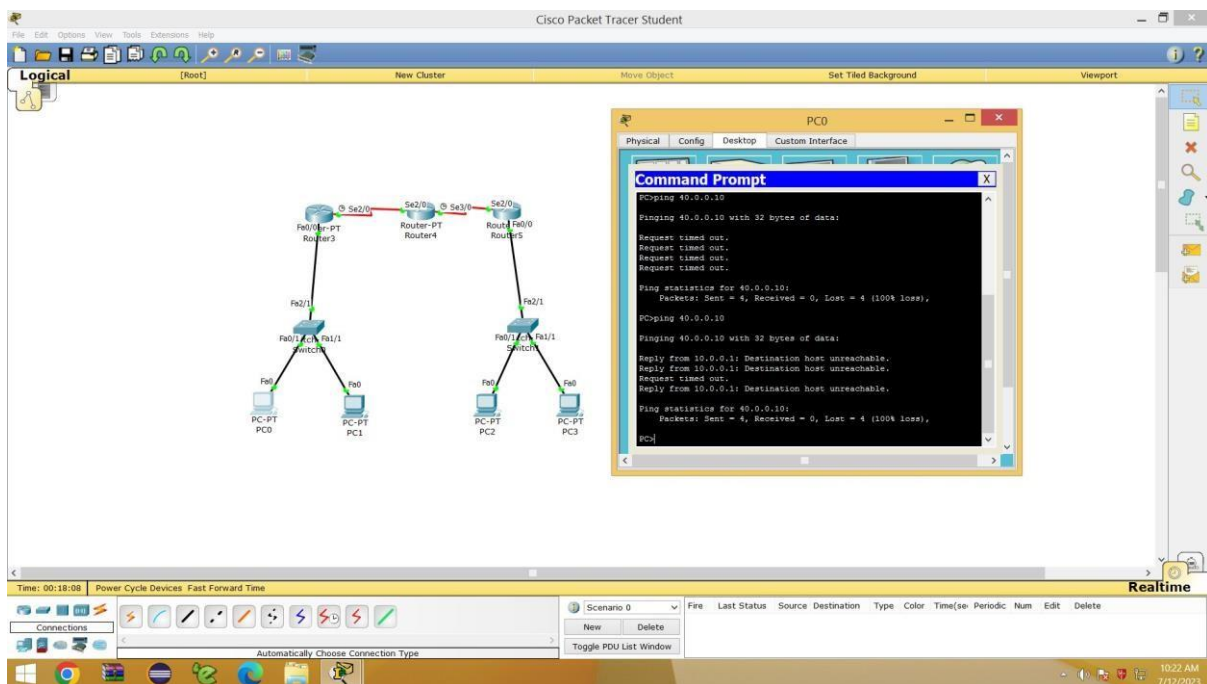 Cisco Packet Tracer Student
File Edit Options View Tools Extensions Help
Logical [Root] New Cluster Move Object Set Tiled Background Viewport
PC0
Physical Config Desktop Custom Interface
Command Prompt X
PC>ping 40.0.0.10
Pinging 40.0.0.10 with 32 bytes of data:
Request timed out.
Request timed out.
Request timed out.
Request timed out.
Ping statistics for 40.0.0.10:
Packets: Sent = 4, Received = 0, Lost = 4 (100% loss),
PC>ping 40.0.0.10
Pinging 40.0.0.10 with 32 bytes of data:
Reply from 10.0.0.1: Destination host unreachable.
Reply from 10.0.0.1: Destination host unreachable.
Request timed out.
Reply from 10.0.0.1: Destination host unreachable.
Ping statistics for 40.0.0.10:
Packets: Sent = 4, Received = 0, Lost = 4 (100% loss),
PC>
Se2/0 Se2/0 Se3/0 Se2/0
Fa0/0 er-PT Router-PT Fa0/0
Router3 Router4 Router5
Fa2/1 Fa2/1
Fa0/1 Fa1/1 Fa0/1 Fa1/1
Fa0 Fa0 Fa0 Fa0
PC-PT PC-PT PC-PT PC-PT
PC0 PC1 PC2 PC3
Time: 00:18:08 Power Cycle Devices Fast Forward Time Realtime
Connections
Automatically Choose Connection Type
Scenario 0
New Delete
Toggle PDU List Window
Fire Last Status Source Destination Type Color Time(se Periodic Num Edit Delete
10:22 AM
7/12/2023